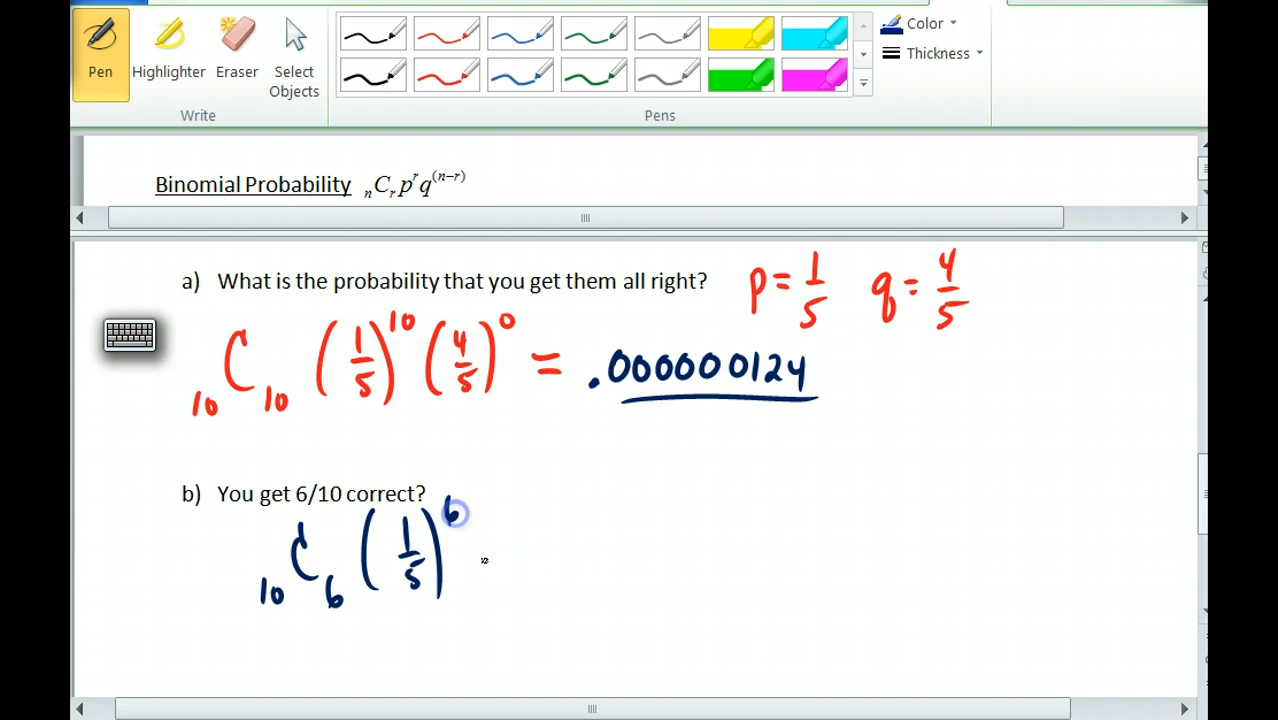 Color
Pen Highlighter Eraser Select Objects
Thickness
Write Pens
Binomial Probability nCr p^r q^(n-r)
a) What is the probability that you get them all right? p = 1/5 q = 4/5
10C10 (1/5)^10 (4/5)^0 = .000000124
b) You get 6/10 correct?
10C6 (1/5)^6